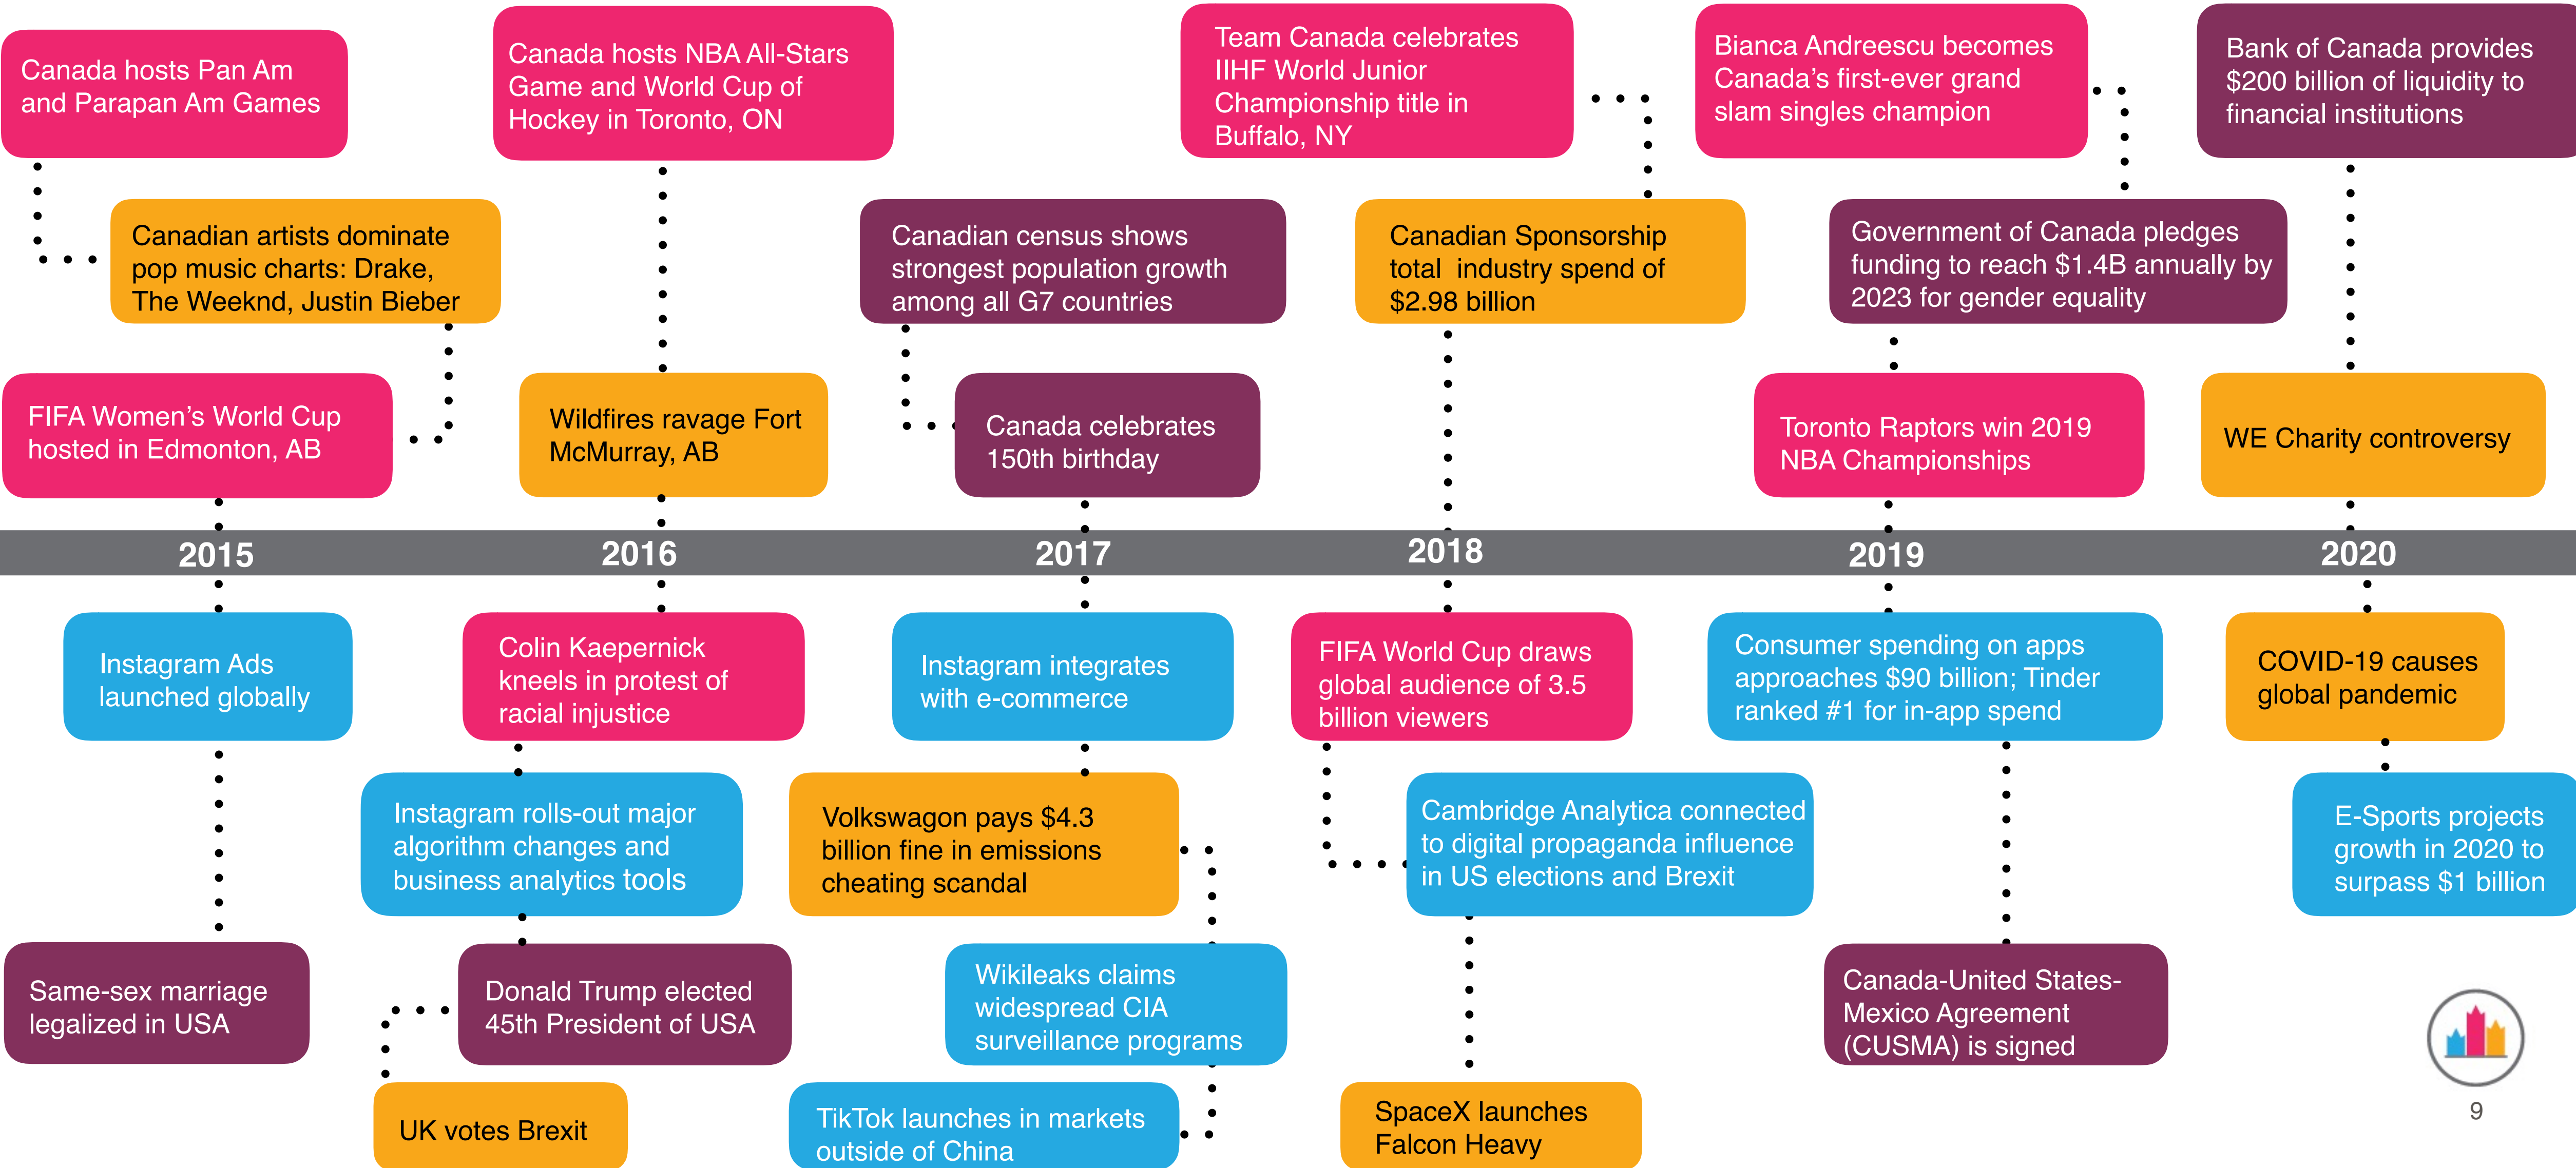 Canada hosts Pan Am
and Parapan Am Games
Canadian artists dominate
pop music charts: Drake,
The Weeknd, Justin Bieber
FIFA Women’s World Cup
hosted in Edmonton, AB
Canada hosts NBA All-Stars
Game and World Cup of
Hockey in Toronto, ON
Wildfires ravage Fort
McMurray, AB
Canadian census shows
strongest population growth
among all G7 countries
Canada celebrates
150th birthday
Team Canada celebrates
IIHF World Junior
Championship title in
Buffalo, NY
Canadian Sponsorship
total  industry spend of
$2.98 billion
Bianca Andreescu becomes
Canada’s first-ever grand
slam singles champion
Government of Canada pledges
funding to reach $1.4B annually by
2023 for gender equality
Toronto Raptors win 2019
NBA Championships
Bank of Canada provides
$200 billion of liquidity to
financial institutions
WE Charity controversy
2015
2016
2017
2018
2019
2020
Instagram Ads
launched globally
Same-sex marriage
legalized in USA
Colin Kaepernick
kneels in protest of
racial injustice
Instagram rolls-out major
algorithm changes and
business analytics tools
Donald Trump elected
45th President of USA
UK votes Brexit
Instagram integrates
with e-commerce
Volkswagon pays $4.3
billion fine in emissions
cheating scandal
Wikileaks claims
widespread CIA
surveillance programs
TikTok launches in markets
outside of China
FIFA World Cup draws
global audience of 3.5
billion viewers
Cambridge Analytica connected
to digital propaganda influence
in US elections and Brexit
SpaceX launches
Falcon Heavy
Consumer spending on apps
approaches $90 billion; Tinder
ranked #1 for in-app spend
Canada-United States-
Mexico Agreement
(CUSMA) is signed
COVID-19 causes
global pandemic
E-Sports projects
growth in 2020 to
surpass $1 billion
9